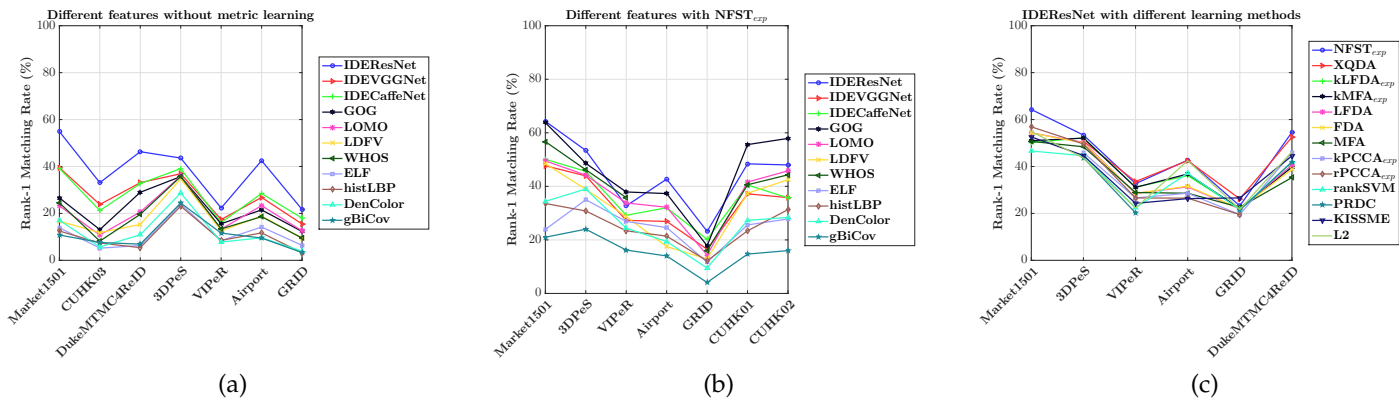 Different features without metric learning
Rank-1 Matching Rate (%)
100
80
60
40
20
0
Market1501
CUHK03
DukeMTMC4ReID
3DPeS
VIPeR
Airport
GRID
IDEResNet
IDEVGGNet
IDECaffeNet
GOG
LOMO
LDFV
WHOS
ELF
histLBP
DenColor
gBiCov
(a)
Different features with NFST_exp
Rank-1 Matching Rate (%)
100
80
60
40
20
0
Market1501
3DPeS
VIPeR
Airport
GRID
CUHK01
CUHK02
IDEResNet
IDEVGGNet
IDECaffeNet
GOG
LOMO
LDFV
WHOS
ELF
histLBP
DenColor
gBiCov
(b)
IDEResNet with different learning methods
Rank-1 Matching Rate (%)
100
80
60
40
20
0
Market1501
3DPeS
VIPeR
Airport
GRID
DukeMTMC4ReID
NFST_exp
XQDA
kLFDA_exp
kMFA_exp
LFDA
FDA
MFA
kPCCA_exp
rPCCA_exp
rankSVM
PRDC
KISSME
L2
(c)